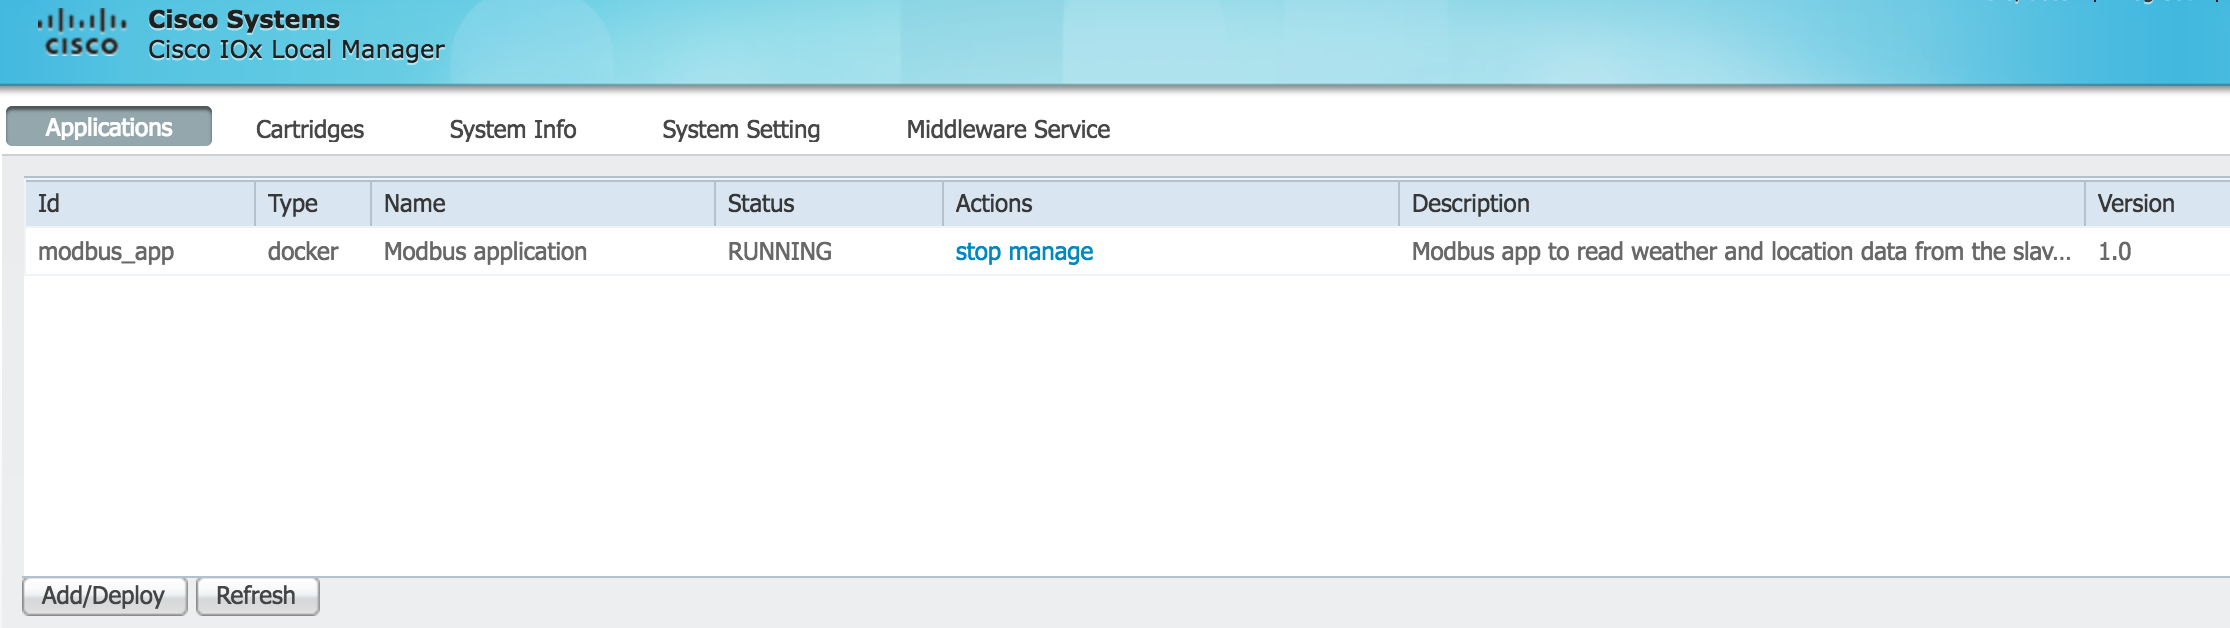 CISCO
Cisco Systems
Cisco IOx Local Manager
Applications Cartridges System Info System Setting Middleware Service
Id Type Name Status Actions Description Version
modbus_app docker Modbus application RUNNING stop manage Modbus app to read weather and location data from the slav... 1.0
Add/Deploy Refresh